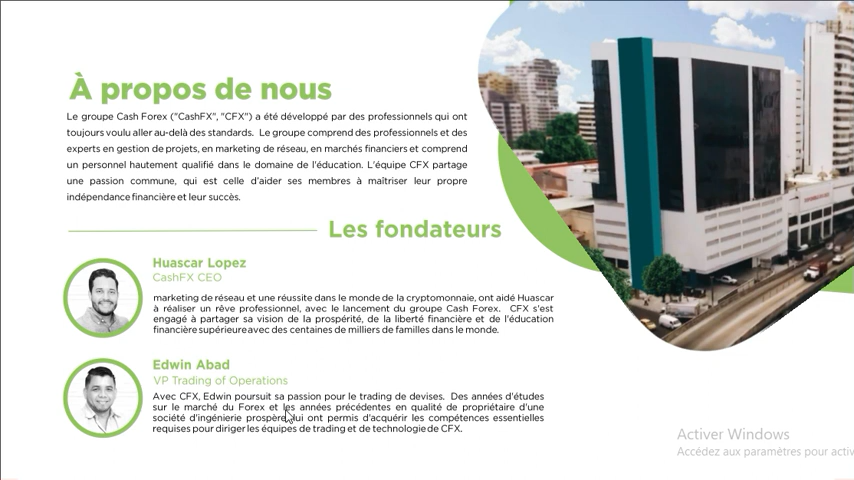 À propos de nous
Le groupe Cash Forex ("CashFX", "CFX") a été développé par des professionnels qui ont
toujours voulu aller au-delà des standards. Le groupe comprend des professionnels et des
experts en gestion de projets, en marketing de réseau, en marchés financiers et comprend
un personnel hautement qualifié dans le domaine de l'éducation. L'équipe CFX partage
une passion commune, qui est celle d'aider ses membres à maîtriser leur propre
indépendance financière et leur succès.
Les fondateurs
Huascar Lopez
CashFX CEO
marketing de réseau et une réussite dans le monde de la cryptomonnaie, ont aidé Huascar
à réaliser un rêve professionnel, avec le lancement du groupe Cash Forex. CFX s'est
engagé à partager sa vision de la prospérité, de la liberté financière et de l'éducation
financière supérieure avec des centaines de milliers de familles dans le monde.
Edwin Abad
VP Trading of Operations
Avec CFX, Edwin poursuit sa passion pour le trading de devises. Des années d'études
sur le marché du Forex et les années précédentes en qualité de propriétaire d'une
société d'ingénierie prospère lui ont permis d'acquérir les compétences essentielles
requises pour diriger les équipes de trading et de technologie de CFX.
Activer Windows
Accédez aux paramètres pour activ